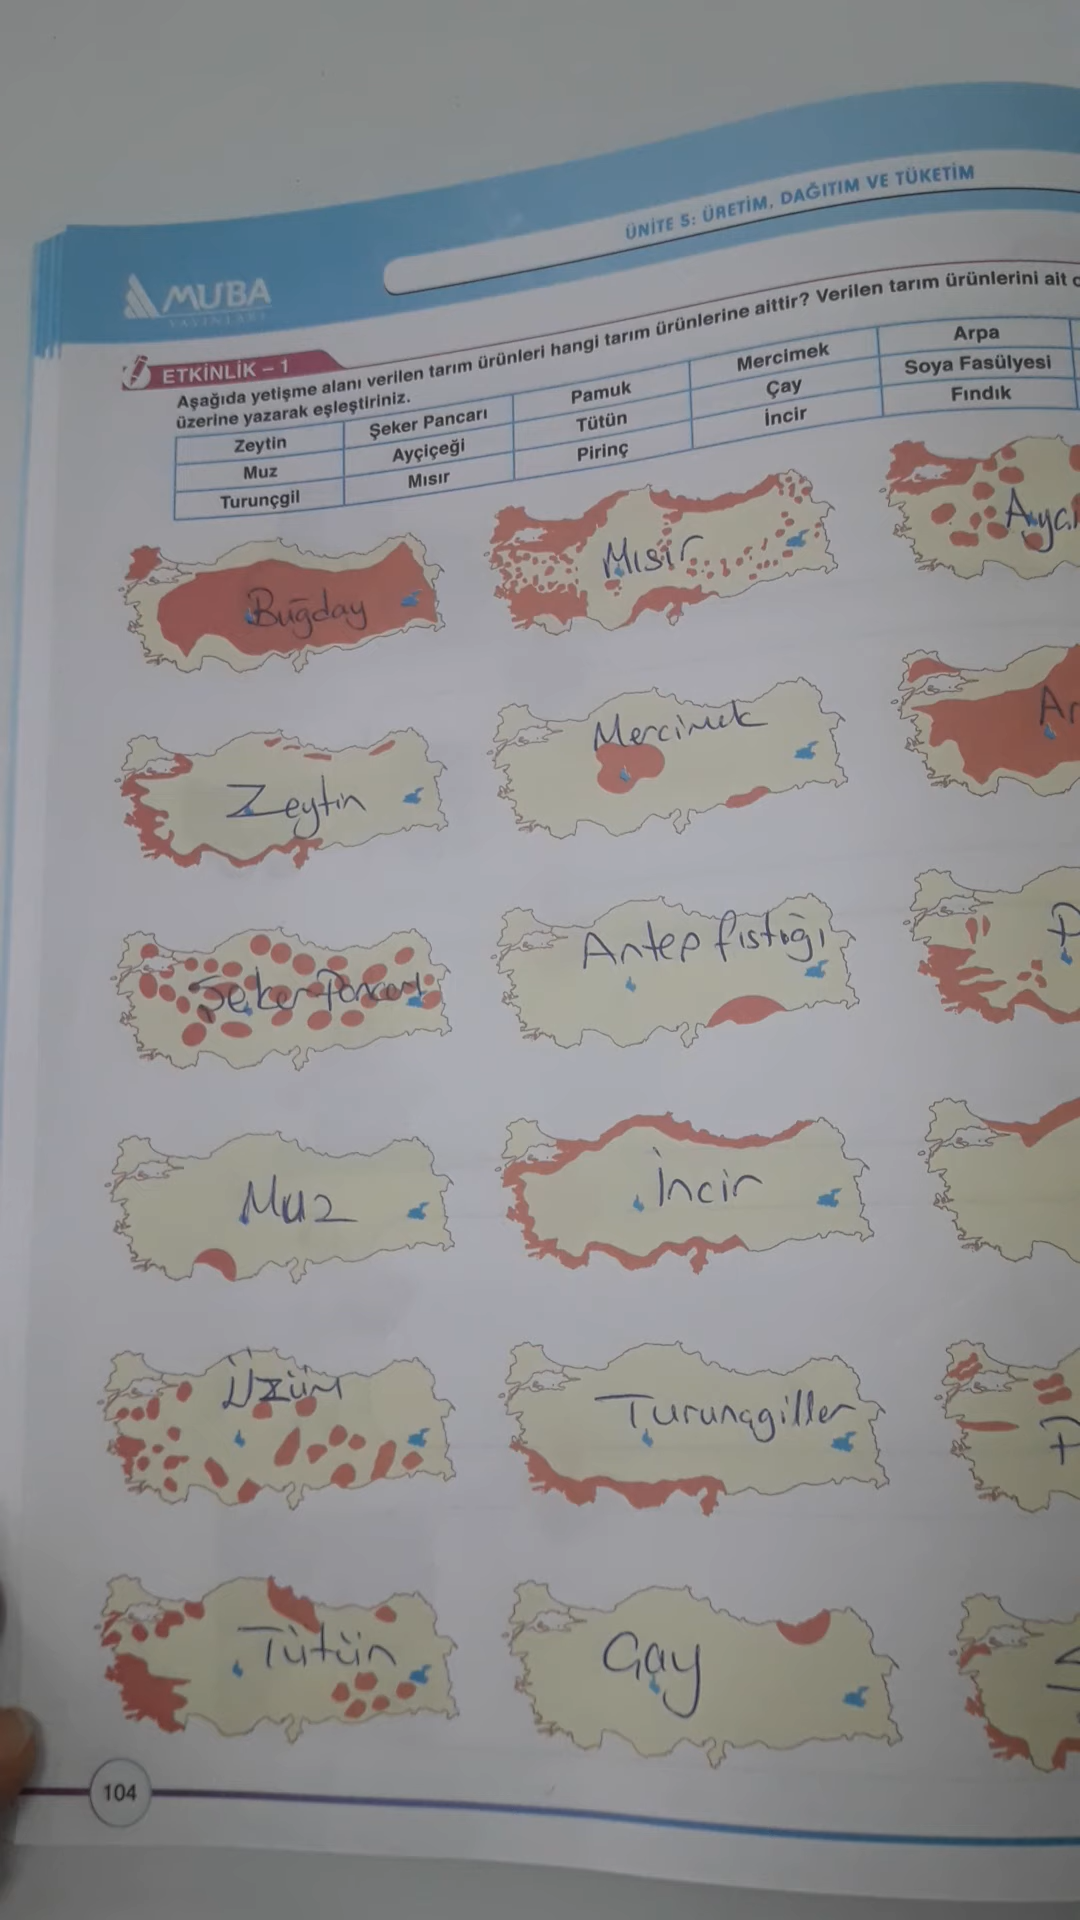 ÜNİTE 5: ÜRETİM, DAĞITIM VE TÜKETİM
MUBA
YAYINLARI
ETKİNLİK – 1
Aşağıda yetişme alanı verilen tarım ürünleri hangi tarım ürünlerine aittir? Verilen tarım ürünlerini ait
üzerine yazarak eşleştiriniz.
Zeytin Şeker Pancarı Pamuk Mercimek Arpa
Muz Ayçiçeği Tütün Çay Soya Fasülyesi
Turunçgil Mısır Pirinç İncir Fındık
Buğday Mısır
Zeytin Mercimek
Şeker Pancarı Antep fıstığı
Muz İncir
Üzüm Turunçgiller
Tütün Çay
104